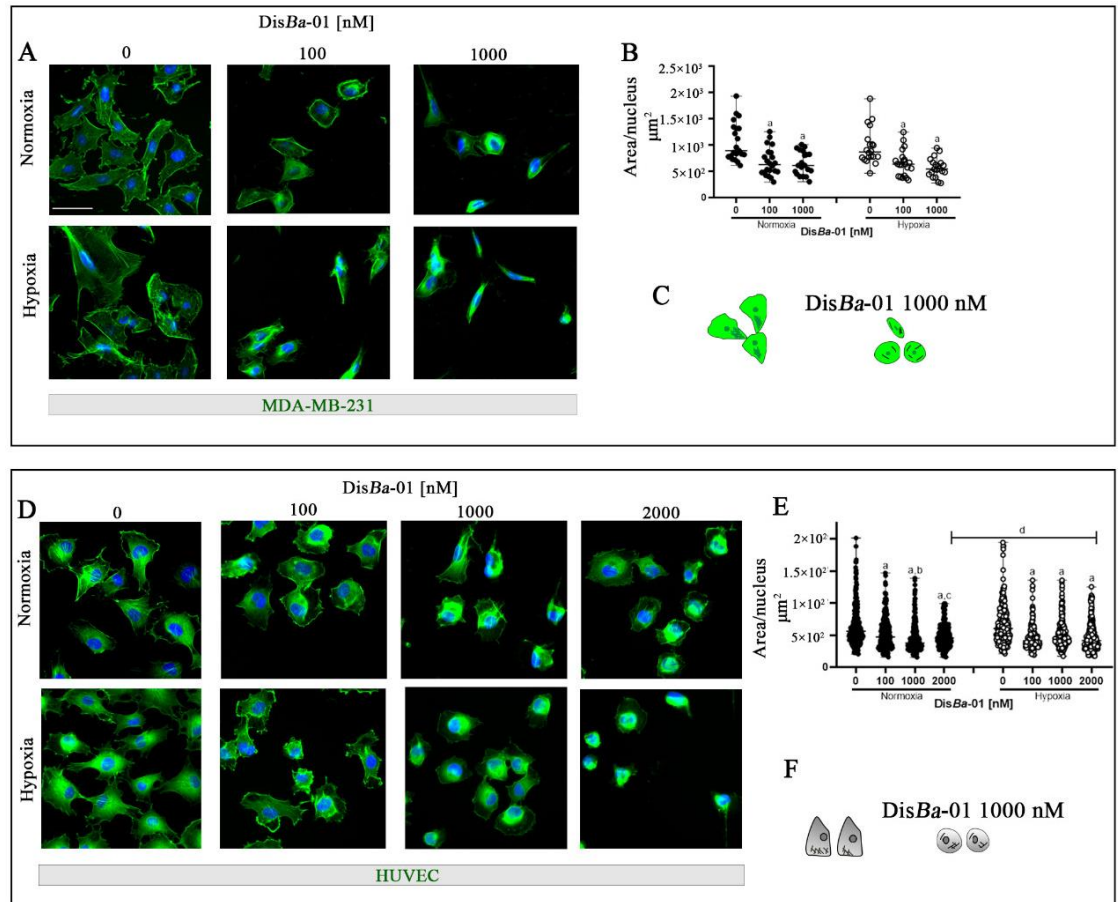 DisBa-01 [nM]
A
0
100
1000
Normoxia
Hypoxia
MDA-MB-231
B
2.5×10³
2×10³
1.5×10³
1×10³
5×10²
0
Area/nucleus
µm²
a
a
a
a
0
100
1000
0
100
1000
Normoxia
DisBa-01 [nM]
Hypoxia
C
DisBa-01 1000 nM
DisBa-01 [nM]
D
0
100
1000
2000
Normoxia
Hypoxia
HUVEC
E
d
2×10²
1.5×10²
1×10²
5×10²
0
Area/nucleus
µm²
a
a,b
a,c
a
a
a
0
100
1000
2000
0
100
1000
2000
Normoxia
DisBa-01 [nM]
Hypoxia
F
DisBa-01 1000 nM